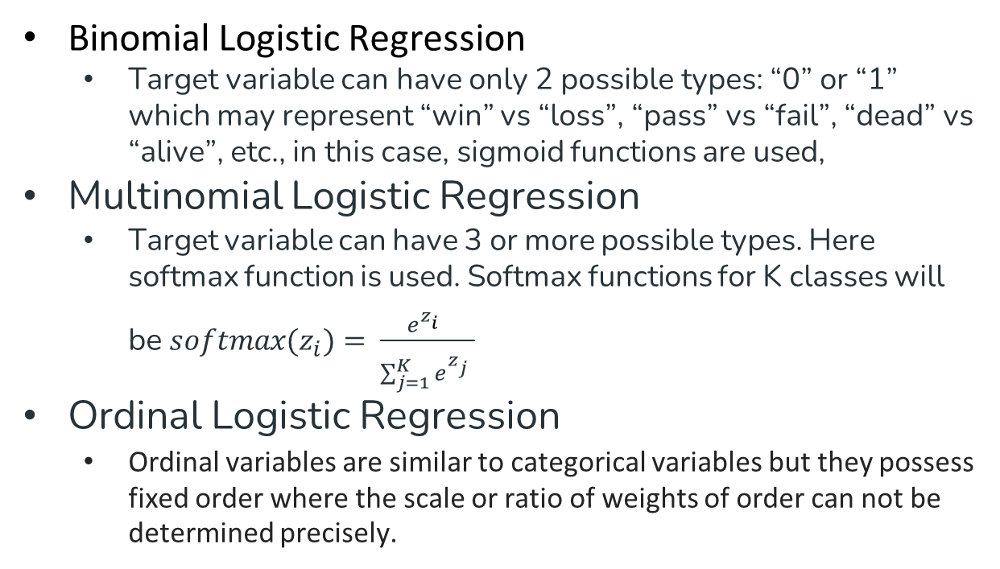 • Binomial Logistic Regression
• Target variable can have only 2 possible types: “0” or “1”
which may represent “win” vs “loss”, “pass” vs “fail”, “dead” vs
“alive”, etc., in this case, sigmoid functions are used,
• Multinomial Logistic Regression
• Target variable can have 3 or more possible types. Here
softmax function is used. Softmax functions for K classes will
be $softmax(z_i) = \frac{e^{z_i}}{\sum_{j=1}^{K} e^{z_j}}$
• Ordinal Logistic Regression
• Ordinal variables are similar to categorical variables but they possess
fixed order where the scale or ratio of weights of order can not be
determined precisely.